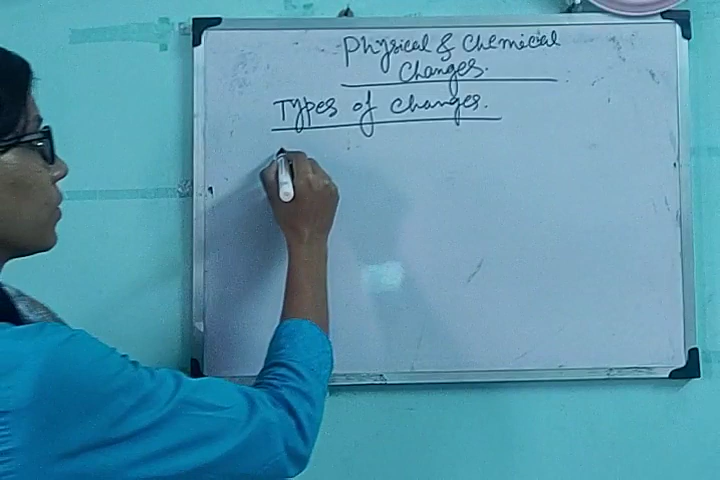 Physical & Chemical
Changes.
Types of changes.